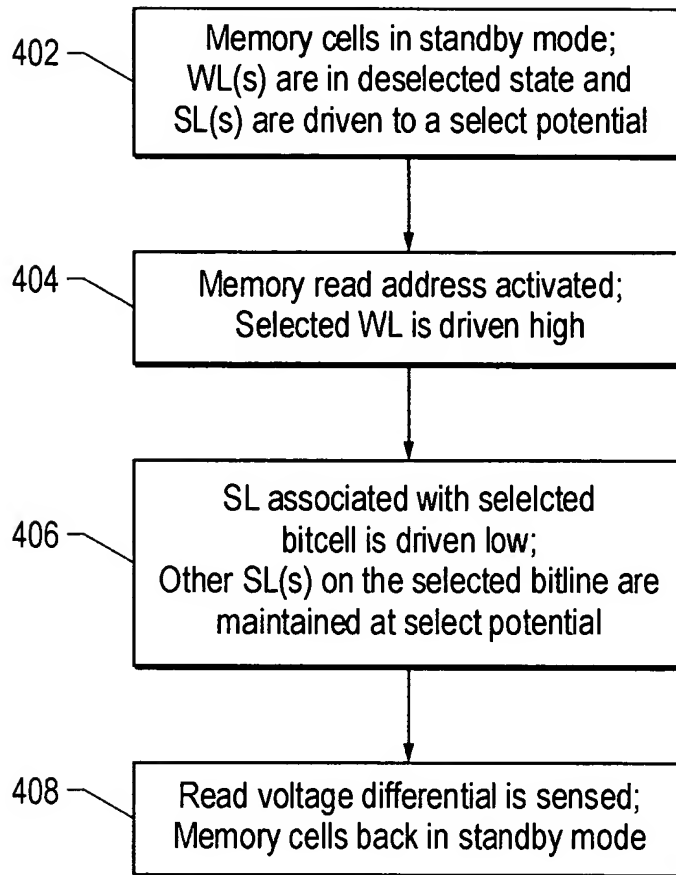 402
Memory cells in standby mode;
WL(s) are in deselected state and
SL(s) are driven to a select potential
404
Memory read address activated;
Selected WL is driven high
406
SL associated with selelcted
bitcell is driven low;
Other SL(s) on the selected bitline are
maintained at select potential
408
Read voltage differential is sensed;
Memory cells back in standby mode